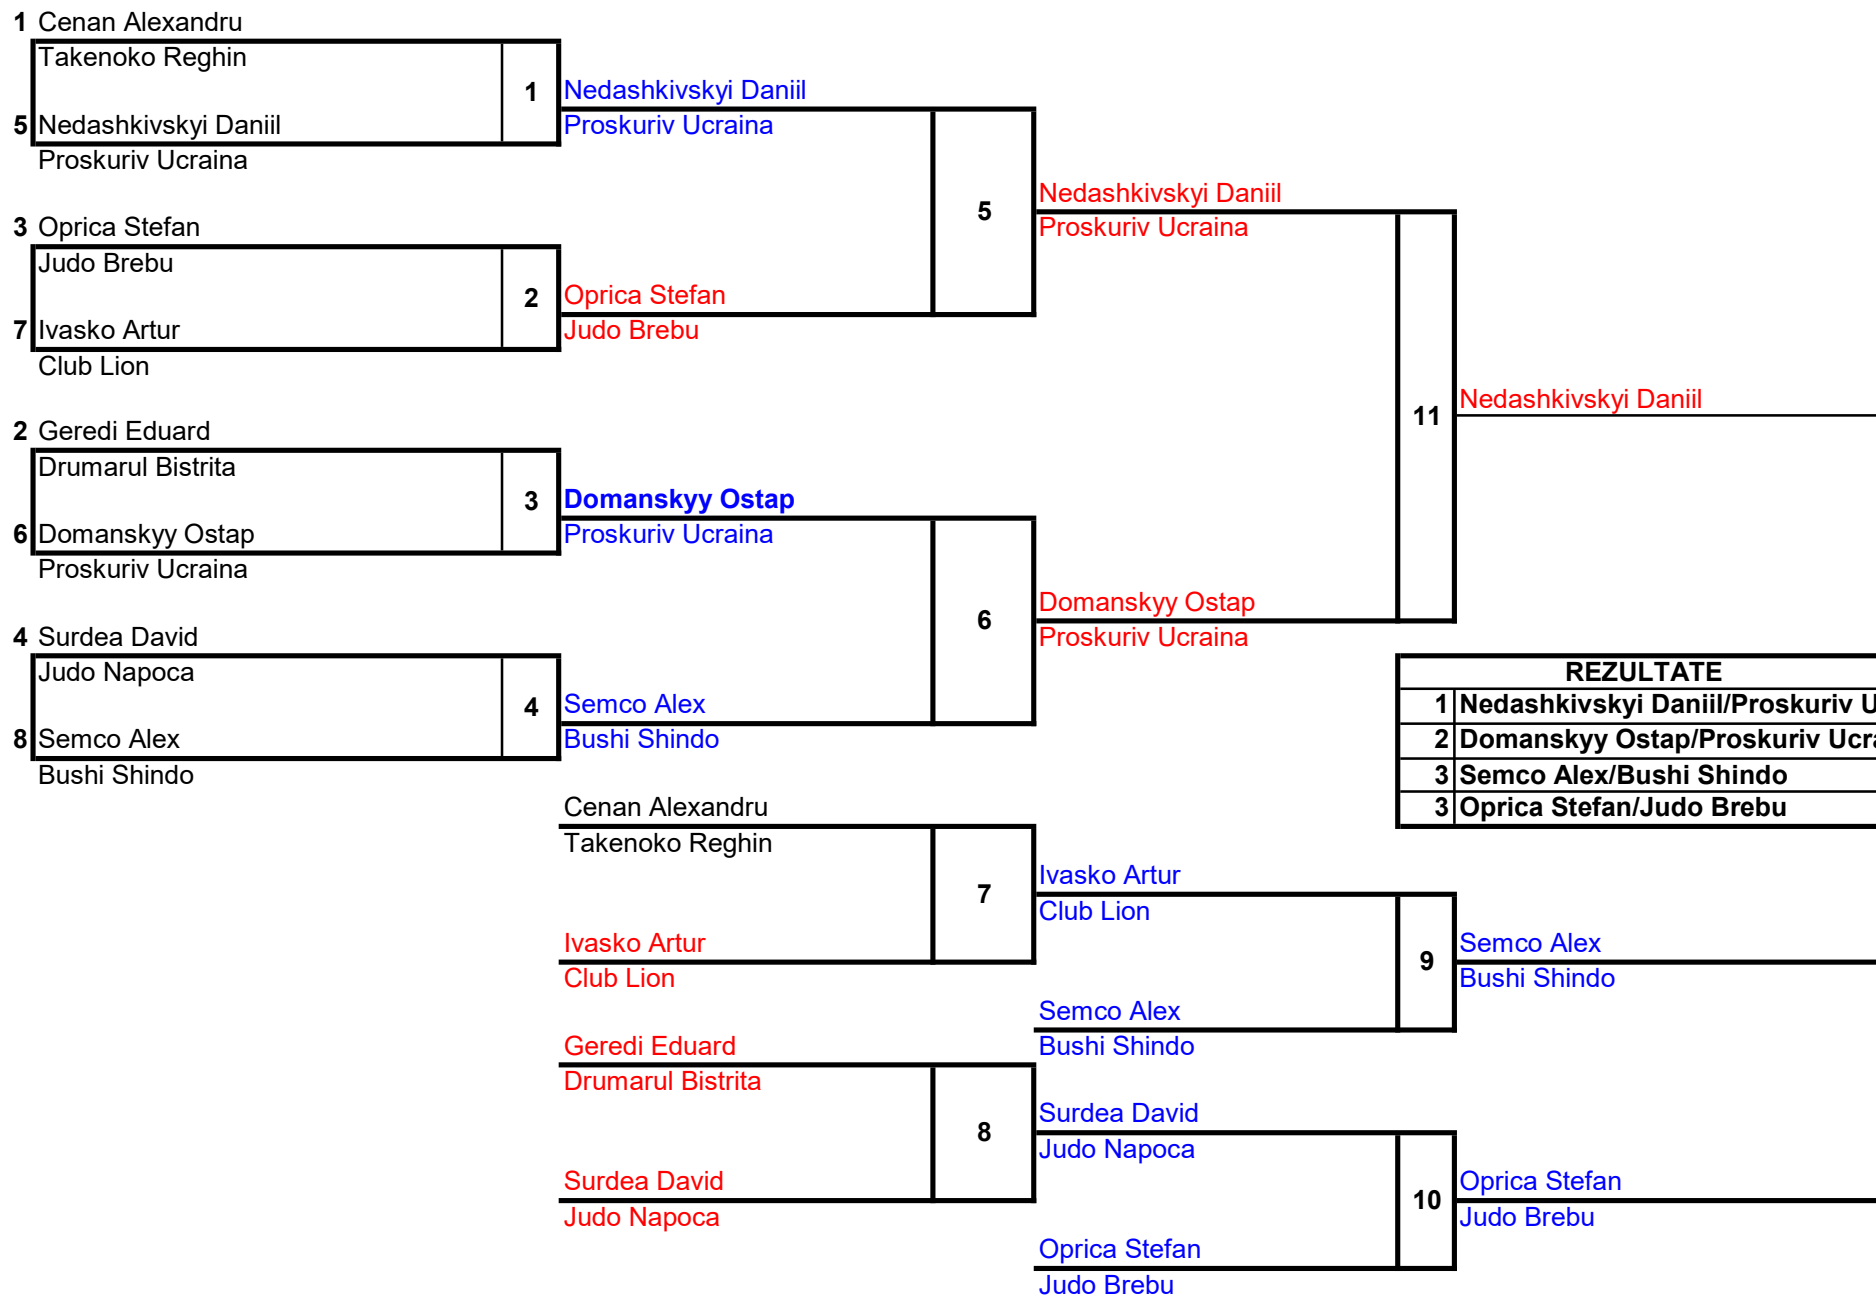 1 Cenan Alexandru
Takenoko Reghin
1 Nedashkivskyi Daniil
5 Nedashkivskyi Daniil
Proskuriv Ucraina
Proskuriv Ucraina
Nedashkivskyi Daniil
5
3 Oprica Stefan
Proskuriv Ucraina
Judo Brebu
2 Oprica Stefan
7 Ivasko Artur
Judo Brebu
Club Lion
Nedashkivskyi Daniil
11
2 Geredi Eduard
Drumarul Bistrita
3 Domanskyy Ostap
6 Domanskyy Ostap
Proskuriv Ucraina
Proskuriv Ucraina
Domanskyy Ostap
6
4 Surdea David
Proskuriv Ucraina
Judo Napoca
REZULTATE
4 Semco Alex
1 Nedashkivskyi Daniil/Proskuriv U
8 Semco Alex
Bushi Shindo
2 Domanskyy Ostap/Proskuriv Ucra
Bushi Shindo
3 Semco Alex/Bushi Shindo
Cenan Alexandru
3 Oprica Stefan/Judo Brebu
Takenoko Reghin
7 Ivasko Artur
Club Lion
Ivasko Artur
9 Semco Alex
Club Lion
Bushi Shindo
Semco Alex
Geredi Eduard
Bushi Shindo
Drumarul Bistrita
8 Surdea David
Judo Napoca
Surdea David
10 Oprica Stefan
Judo Napoca
Judo Brebu
Oprica Stefan
Judo Brebu